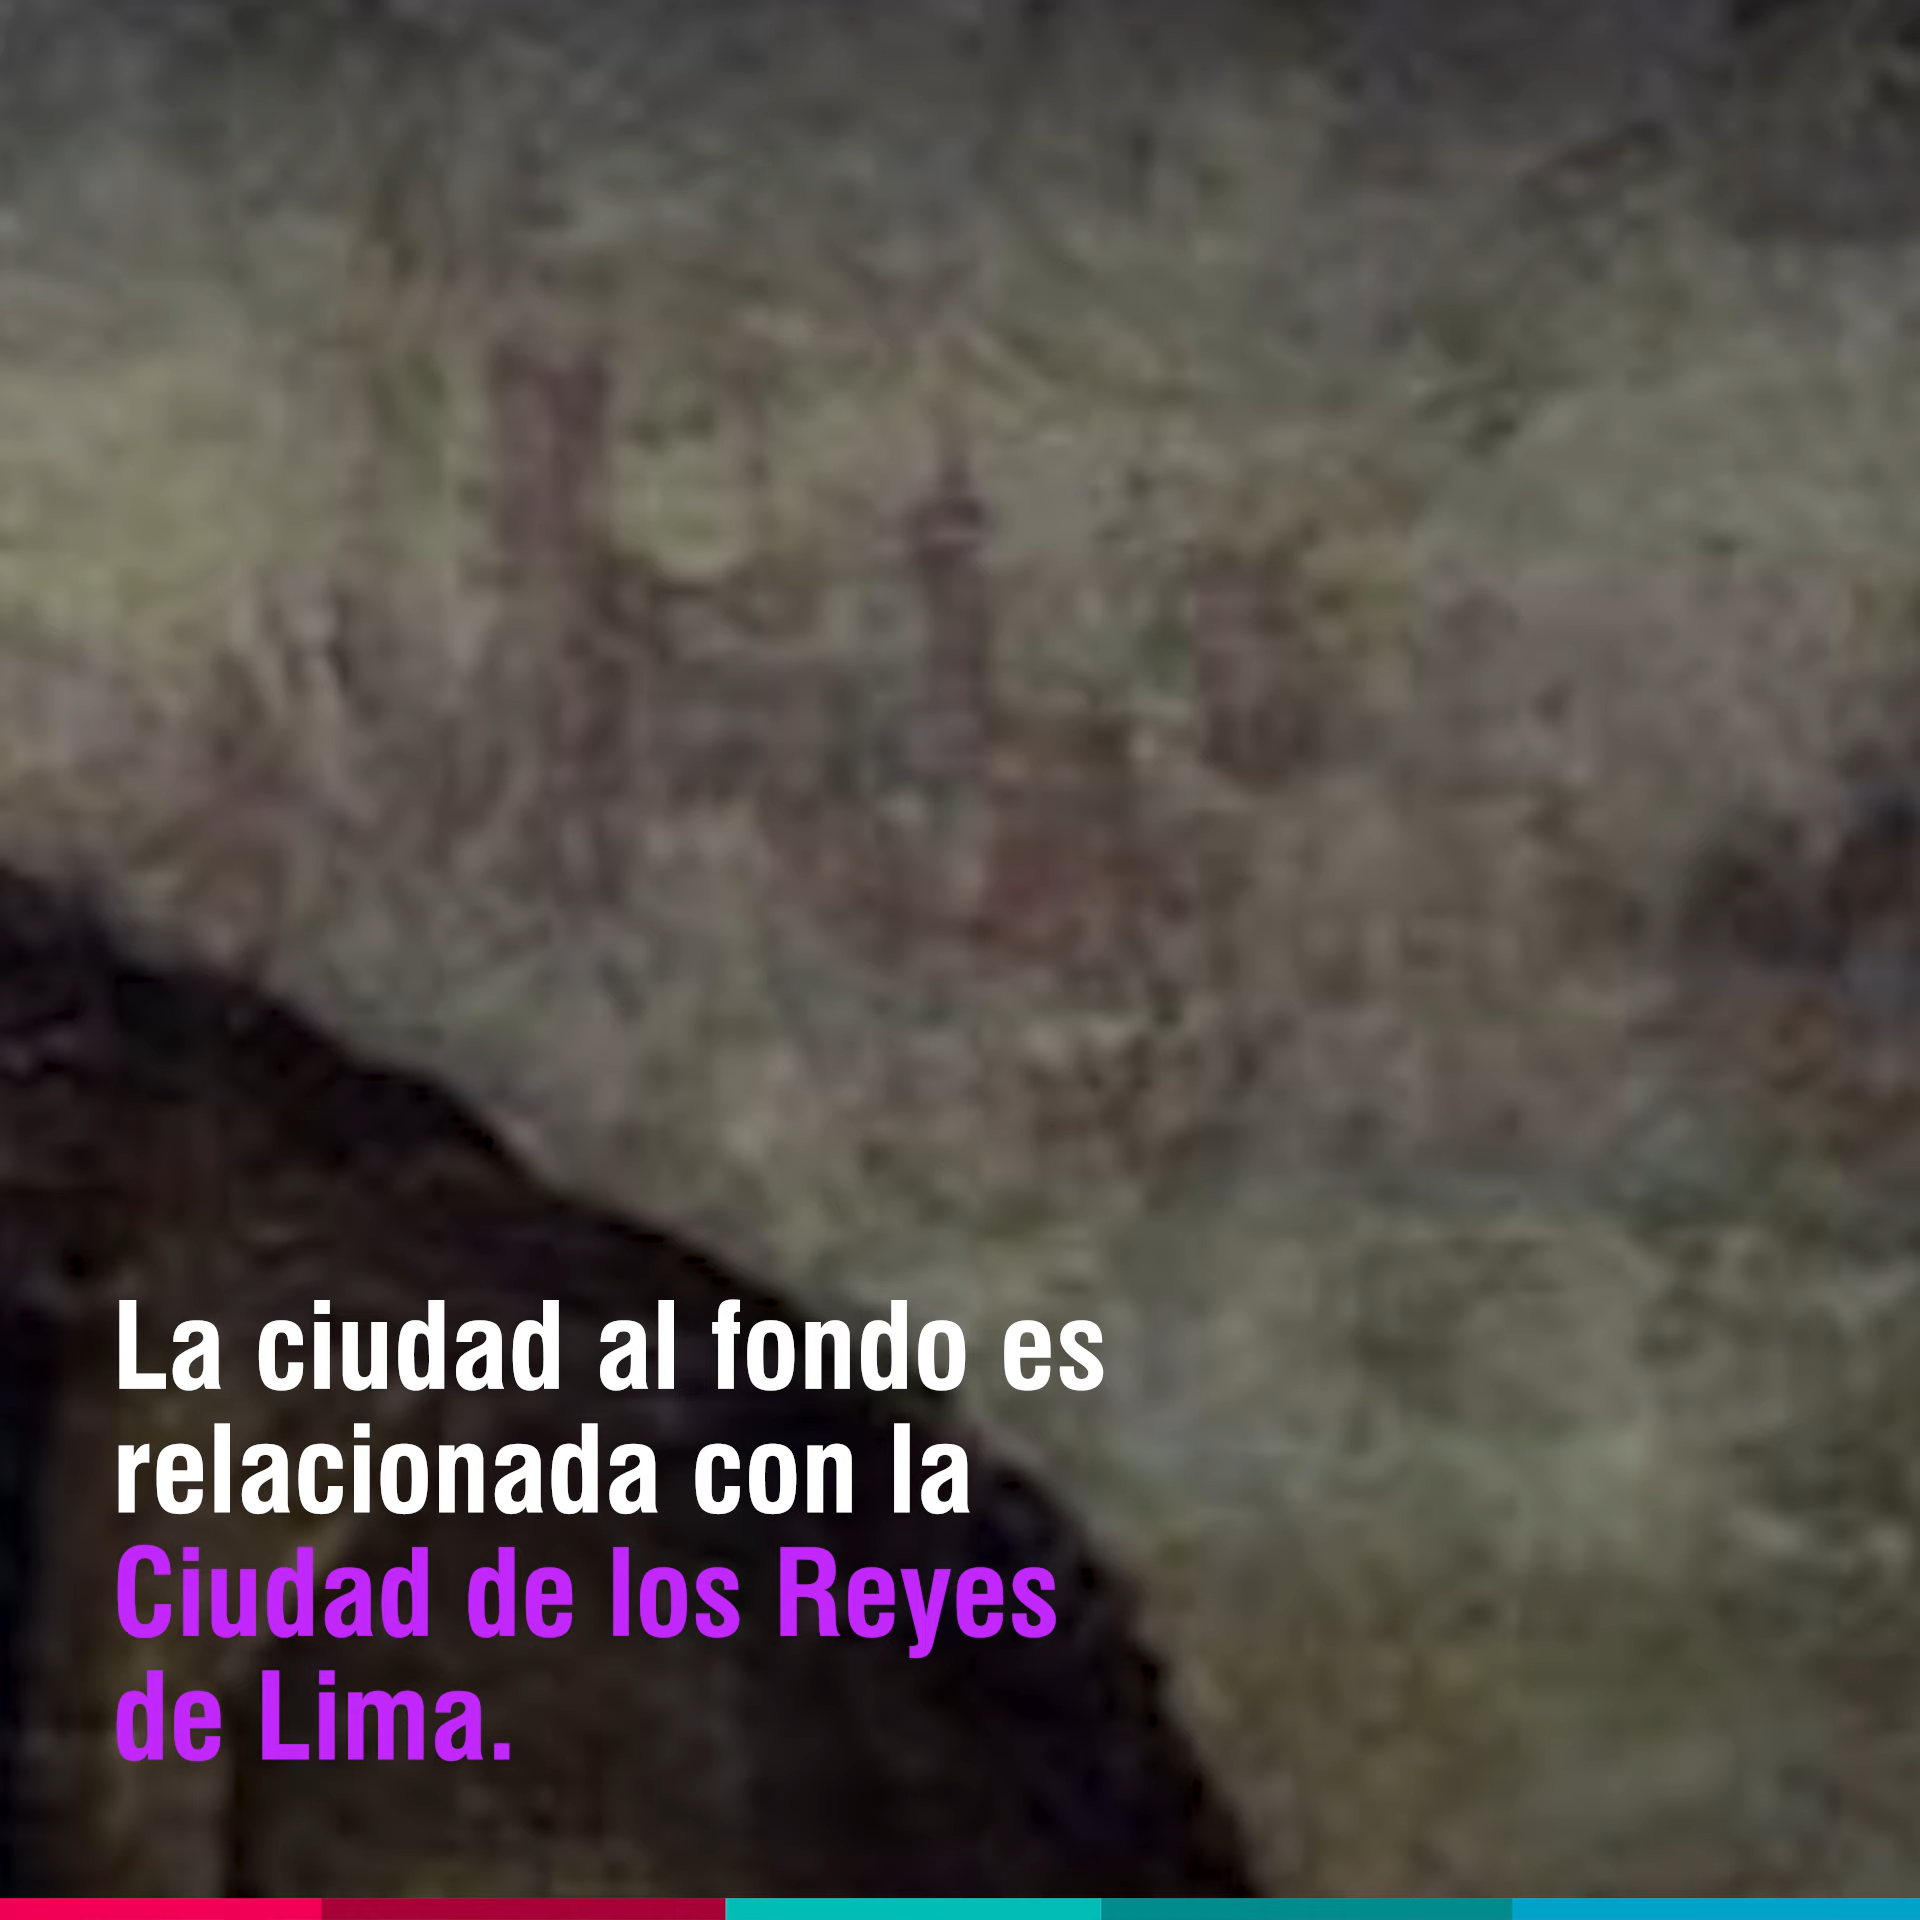 La ciudad al fondo es
relacionada con la
Ciudad de los Reyes
de Lima.